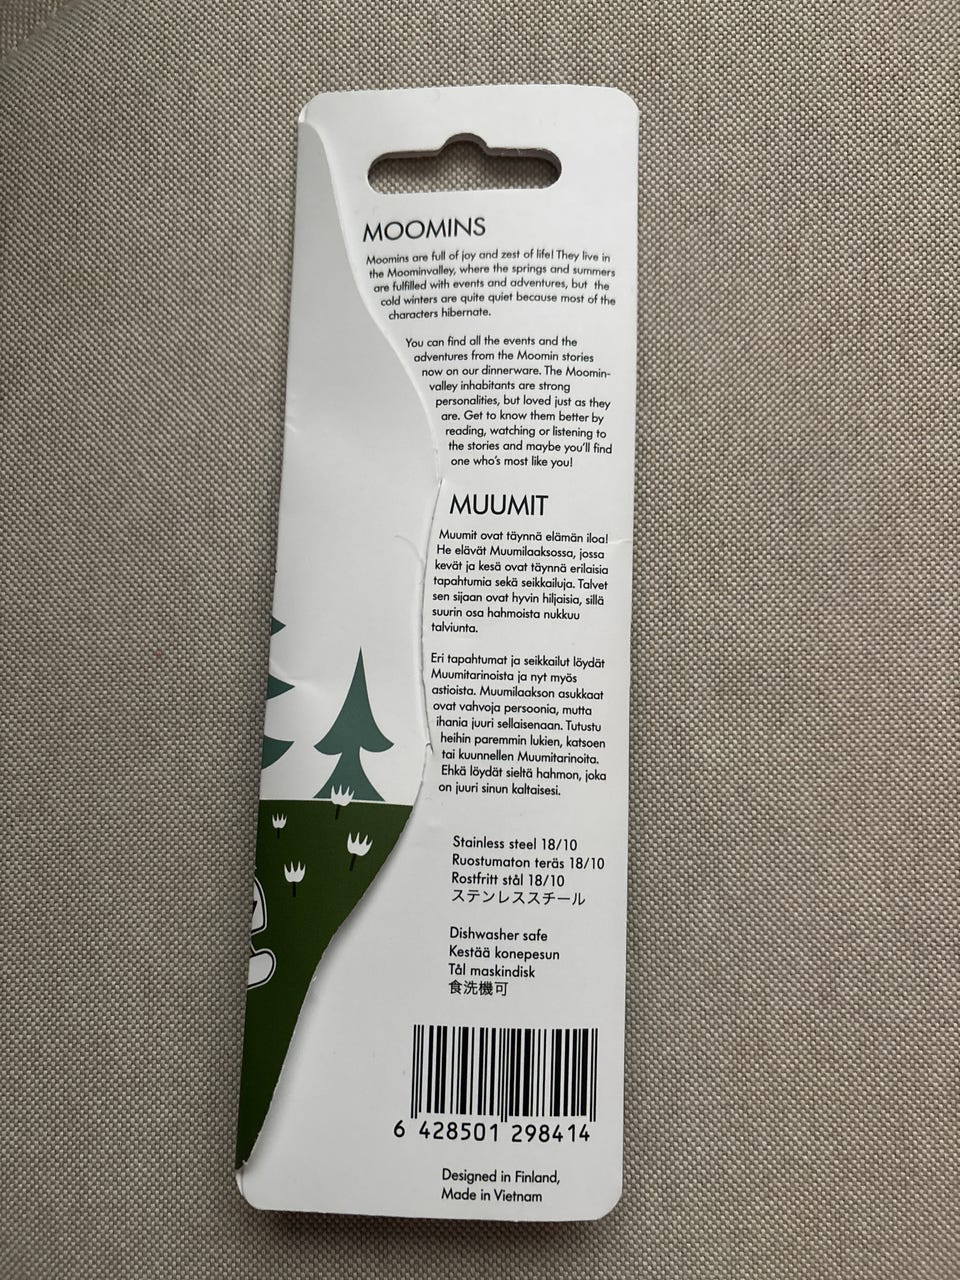 MOOMINS
Moomins are full of joy and zest of life! They live in
the Moominvalley, where the springs and summers
are fulfilled with events and adventures, but the
cold winters are quite quiet because most of the
characters hibernate.
You can find all the events and the
adventures from the Moomin stories
now on our dinnerware. The Moomin-
valley inhabitants are strong
personalities, but loved just as they
are. Get to know them better by
reading, watching or listening to
the stories and maybe you'll find
one who's most like you!
MUUMIT
Muumit ovat täynnä elämän iloa!
He elävät Muumilaaksossa, jossa
kevät ja kesä ovat täynnä erilaisia
tapahtumia sekä seikkailuja. Talvet
sen sijaan ovat hyvin hiljaisia, sillä
suurin osa hahmoista nukkuu
talviunta.
Eri tapahtumat ja seikkailut löydät
Muumitarinoista ja nyt myös
astioista. Muumilaakson asukkaat
ovat vahvoja persoonia, mutta
ihania juuri sellaisenaan. Tutustu
heihin paremmin lukien, katsoen
tai kuunnellen Muumitarinoita.
Ehkä löydät sieltä hahmon, joka
on juuri sinun kaltaisesi.
Stainless steel 18/10
Ruostumaton teräs 18/10
Rostfritt stål 18/10
ステンレススチール
Dishwasher safe
Kestää konepesun
Tål maskindisk
食洗機可
6 428501 298414
Designed in Finland,
Made in Vietnam